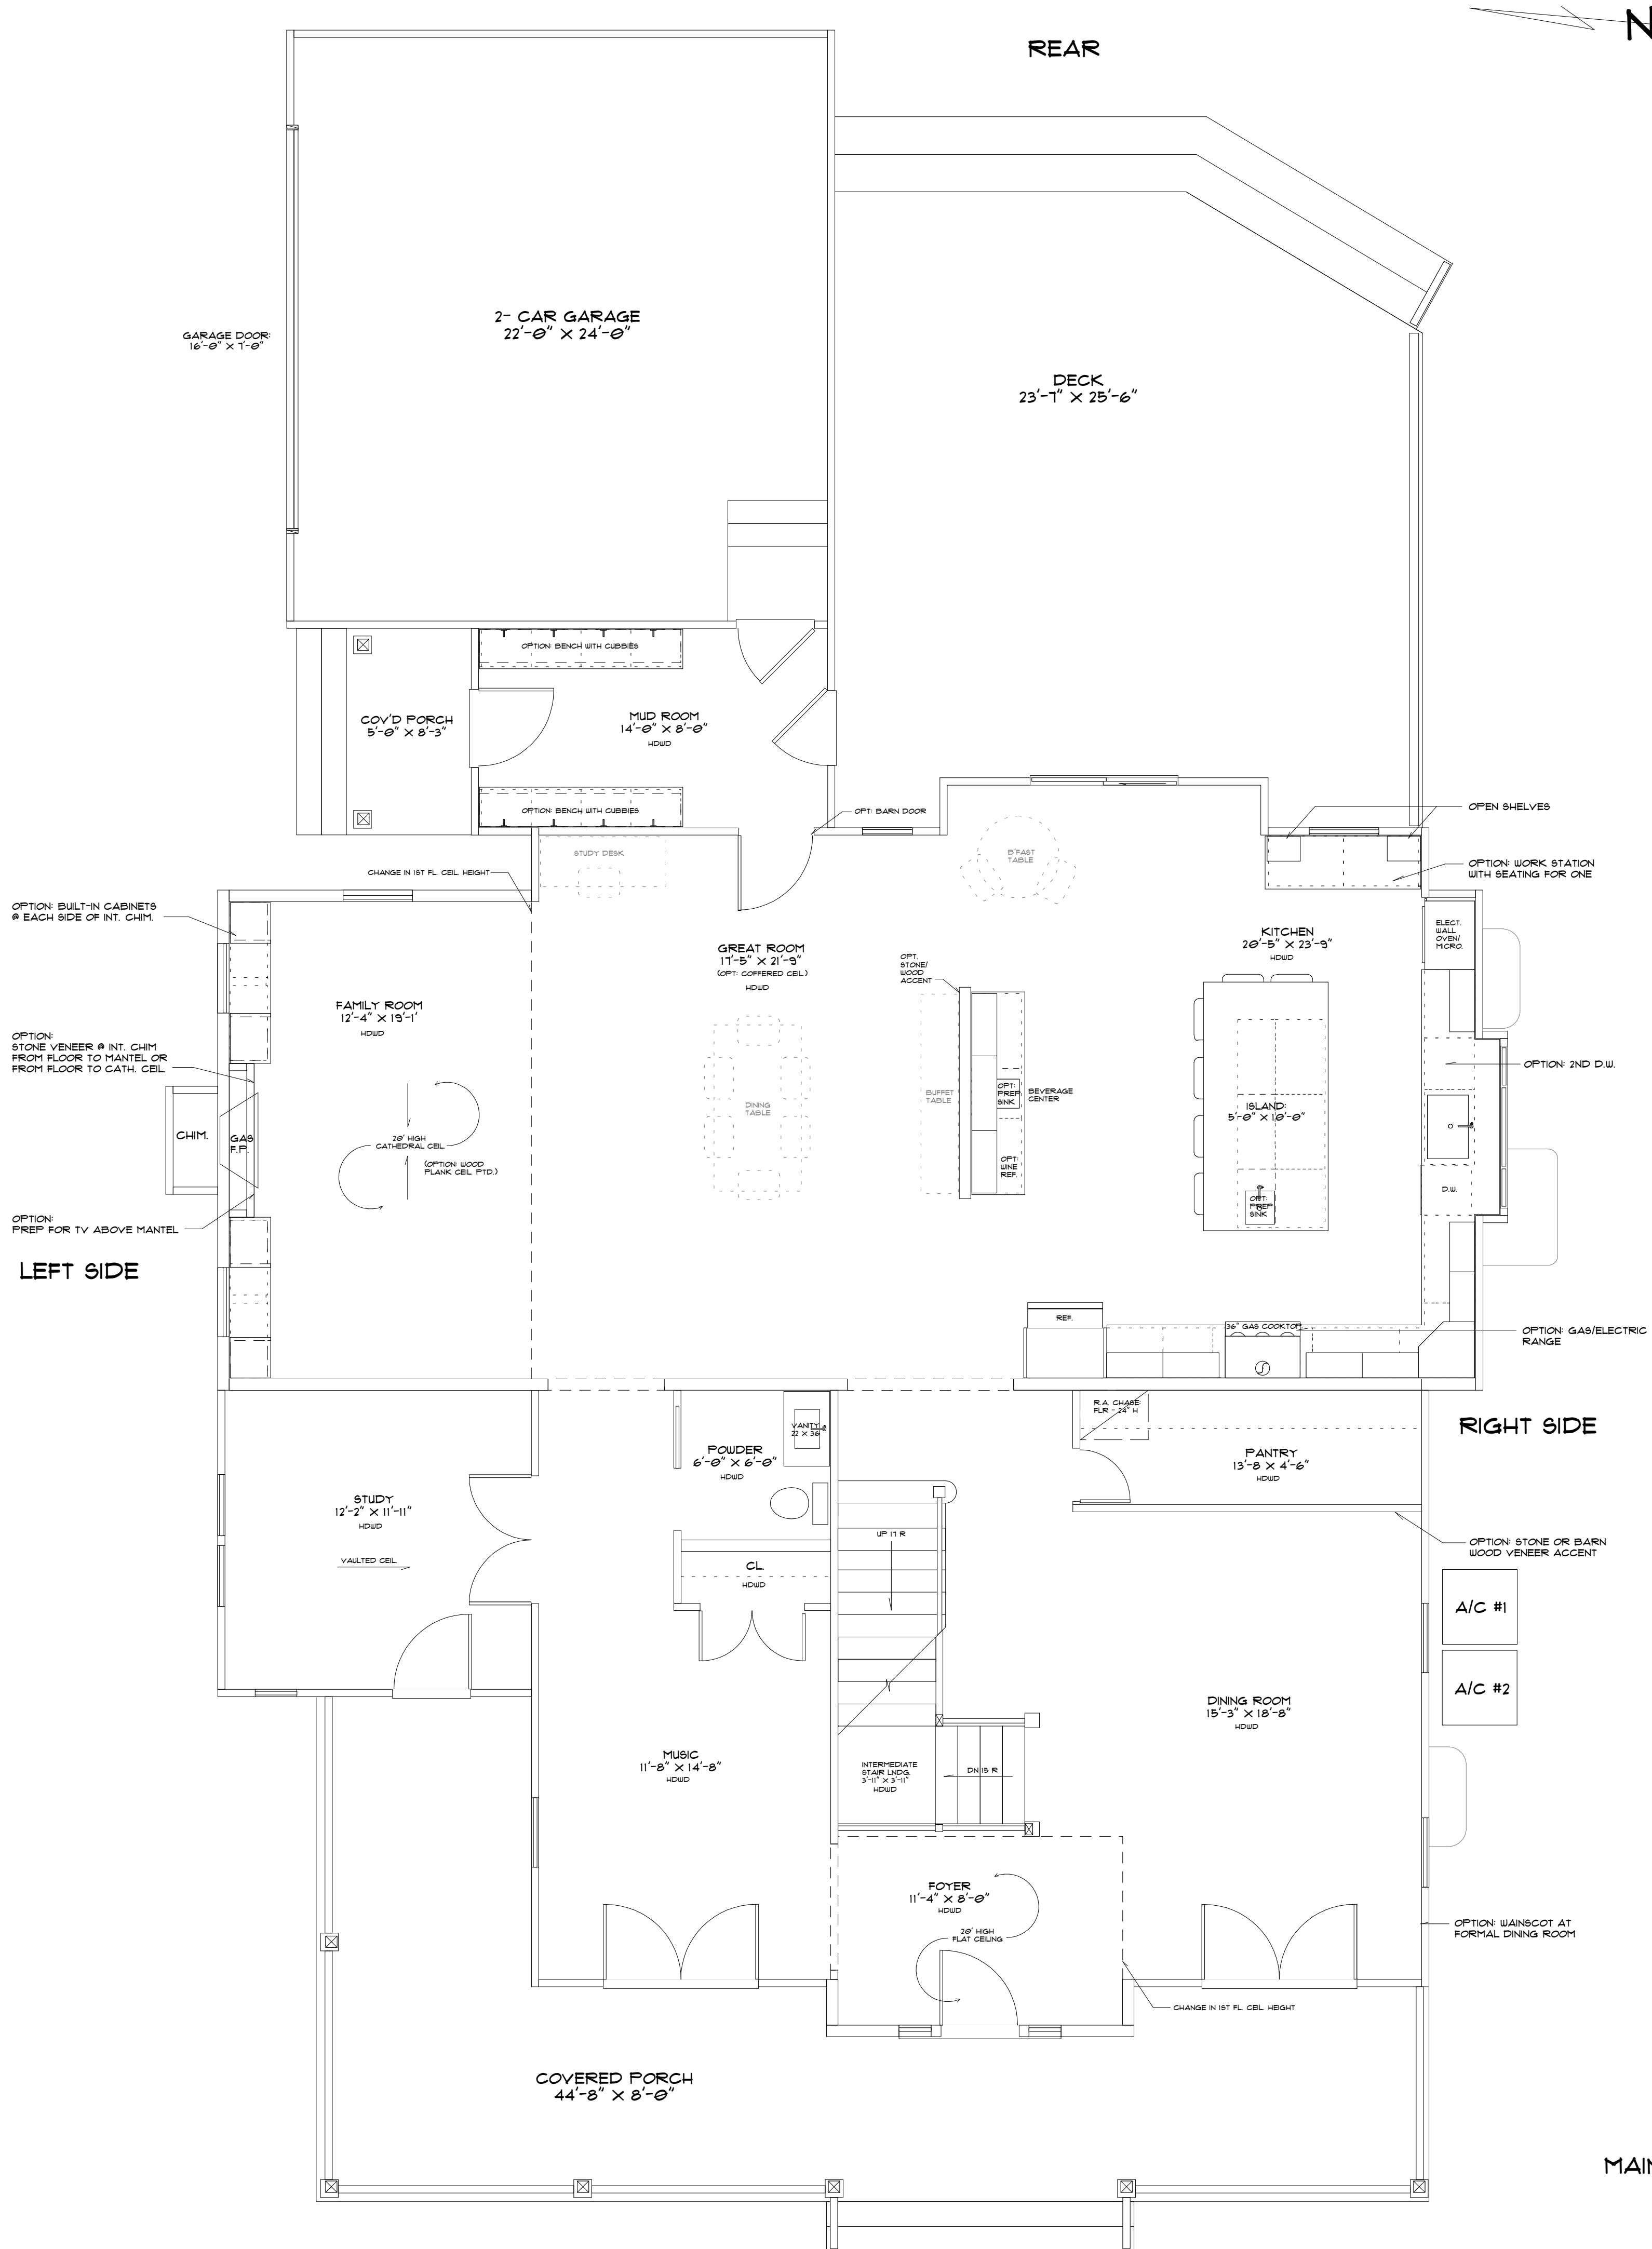 N
REAR
2- CAR GARAGE
22'-0" X 24'-0"
GARAGE DOOR:
16'-0" X 7'-0"
DECK
23'-7" X 25'-6"
OPTION: BENCH WITH CUBBIES
COV'D PORCH
5'-0" X 8'-3"
MUD ROOM
14'-0" X 8'-0"
HDWD
OPTION: BENCH WITH CUBBIES
OPT: BARN DOOR
OPEN SHELVES
STUDY DESK
B'FAST
TABLE
CHANGE IN 1ST FL. CEIL. HEIGHT
OPTION: WORK STATION
WITH SEATING FOR ONE
OPTION: BUILT-IN CABINETS
@ EACH SIDE OF INT. CHIM.
GREAT ROOM
17'-5" X 21'-9"
(OPT: COFFERED CEIL.)
HDWD
KITCHEN
20'-5" X 23'-9"
HDWD
ELECT.
WALL
OVEN/
MICRO.
OPT.
STONE/
WOOD
ACCENT
FAMILY ROOM
12'-4" X 19'-1'
HDWD
OPTION:
STONE VENEER @ INT. CHIM
FROM FLOOR TO MANTEL OR
FROM FLOOR TO CATH. CEIL.
OPTION: 2ND D.W.
BUFFET
TABLE
OPT:
PREP
SINK
BEVERAGE
CENTER
DINING
TABLE
ISLAND:
5'-0" X 10'-0"
CHIM.
GAS
F.P.
20' HIGH
CATHEDRAL CEIL.
(OPTION: WOOD
PLANK CEIL. PTD.)
OPT:
WINE
REF.
D.W.
OPT:
PREP
SINK
OPTION:
PREP FOR TV ABOVE MANTEL
LEFT SIDE
REF.
36" GAS COOKTOP
OPTION: GAS/ELECTRIC
RANGE
R.A. CHASE:
FLR - 24" H
VANITY:
22 X 36
RIGHT SIDE
POWDER
6'-0" X 6'-0"
HDWD
PANTRY
13'-8 X 4'-6"
HDWD
STUDY
12'-2" X 11'-11"
HDWD
UP 17 R
OPTION: STONE OR BARN
WOOD VENEER ACCENT
VAULTED CEIL.
CL.
HDWD
A/C #1
A/C #2
DINING ROOM
15'-3" X 18'-8"
HDWD
MUSIC
11'-8" X 14'-8"
HDWD
INTERMEDIATE
STAIR LNDG.
3'-11" X 3'-11"
HDWD
DN 15 R
FOYER
11'-4" X 8'-0"
HDWD
20' HIGH
FLAT CEILING
OPTION: WAINSCOT AT
FORMAL DINING ROOM
CHANGE IN 1ST FL. CEIL. HEIGHT
COVERED PORCH
44'-8" X 8'-0"
MAIN